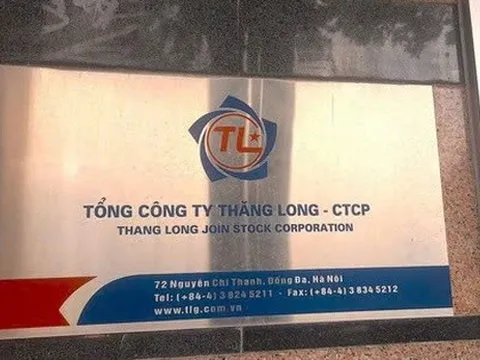 TL
TỔNG CÔNG TY THĂNG LONG - CTCP
THANG LONG JOIN STOCK CORPORATION
72 Nguyễn Chí Thanh, Đống Đa, Hà Nội
Tel: (+84-4) 3 824 5211 - Fax: (+84-4) 3 834 5212
www.tlg.com.vn